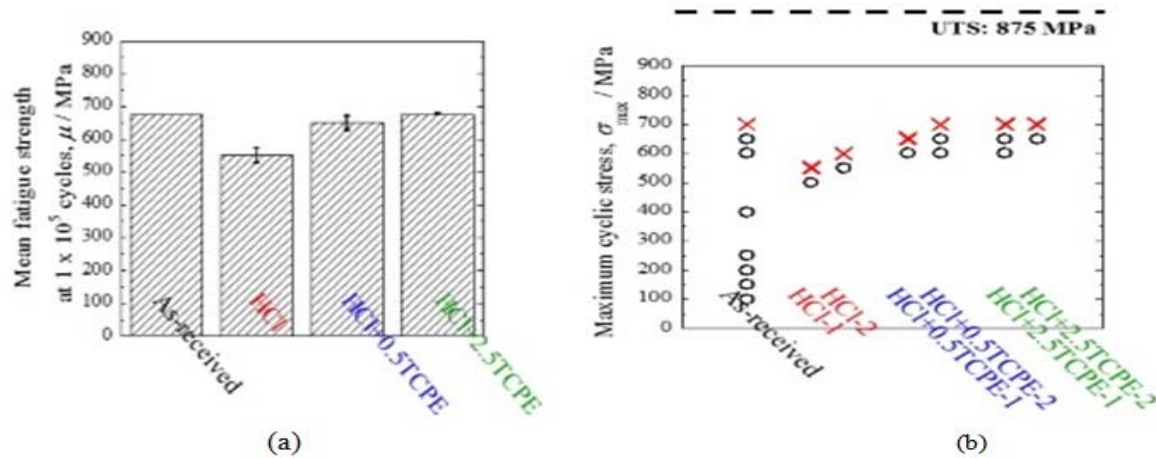 900
800
700
600
500
400
300
200
100
0
Mean fatigue strength
at 1 x 10⁵ cycles, μ / MPa
As-received
HCl
HCl+0.5TCPE
HCl+2.5TCPE
(a)
UTS: 875 MPa
900
800
700
600
500
400
300
200
100
0
Maximum cyclic stress, σmax / MPa
As-received
HCl-1
HCl-2
HCl+0.5TCPE-1
HCl+0.5TCPE-2
HCl+2.5TCPE-1
HCl+2.5TCPE-2
(b)